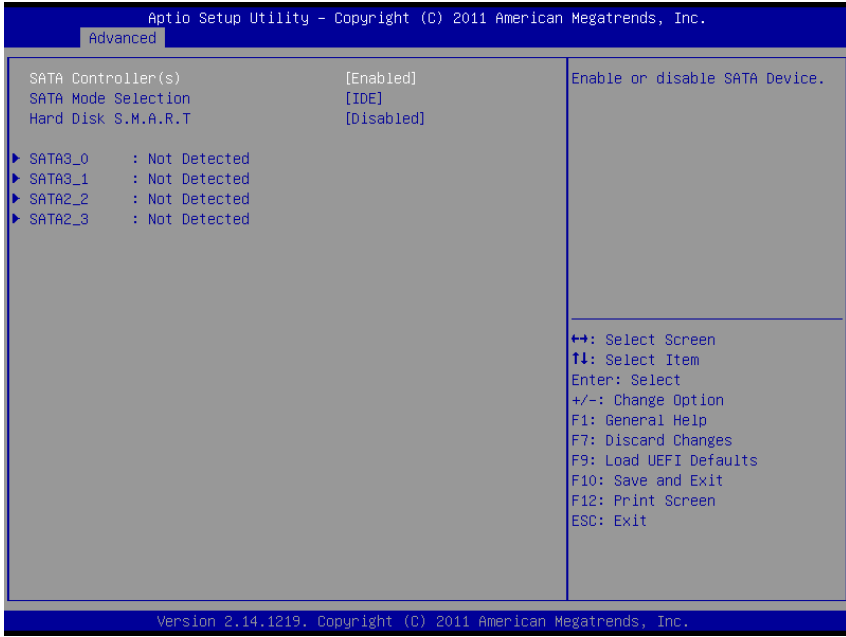 Aptio Setup Utility – Copyright (C) 2011 American Megatrends, Inc.
Advanced
SATA Controller(s) [Enabled]
SATA Mode Selection [IDE]
Hard Disk S.M.A.R.T [Disabled]
▶ SATA3_0 : Not Detected
▶ SATA3_1 : Not Detected
▶ SATA2_2 : Not Detected
▶ SATA2_3 : Not Detected
Enable or disable SATA Device.
↔: Select Screen
↑↓: Select Item
Enter: Select
+/-: Change Option
F1: General Help
F7: Discard Changes
F9: Load UEFI Defaults
F10: Save and Exit
F12: Print Screen
ESC: Exit
Version 2.14.1219. Copyright (C) 2011 American Megatrends, Inc.